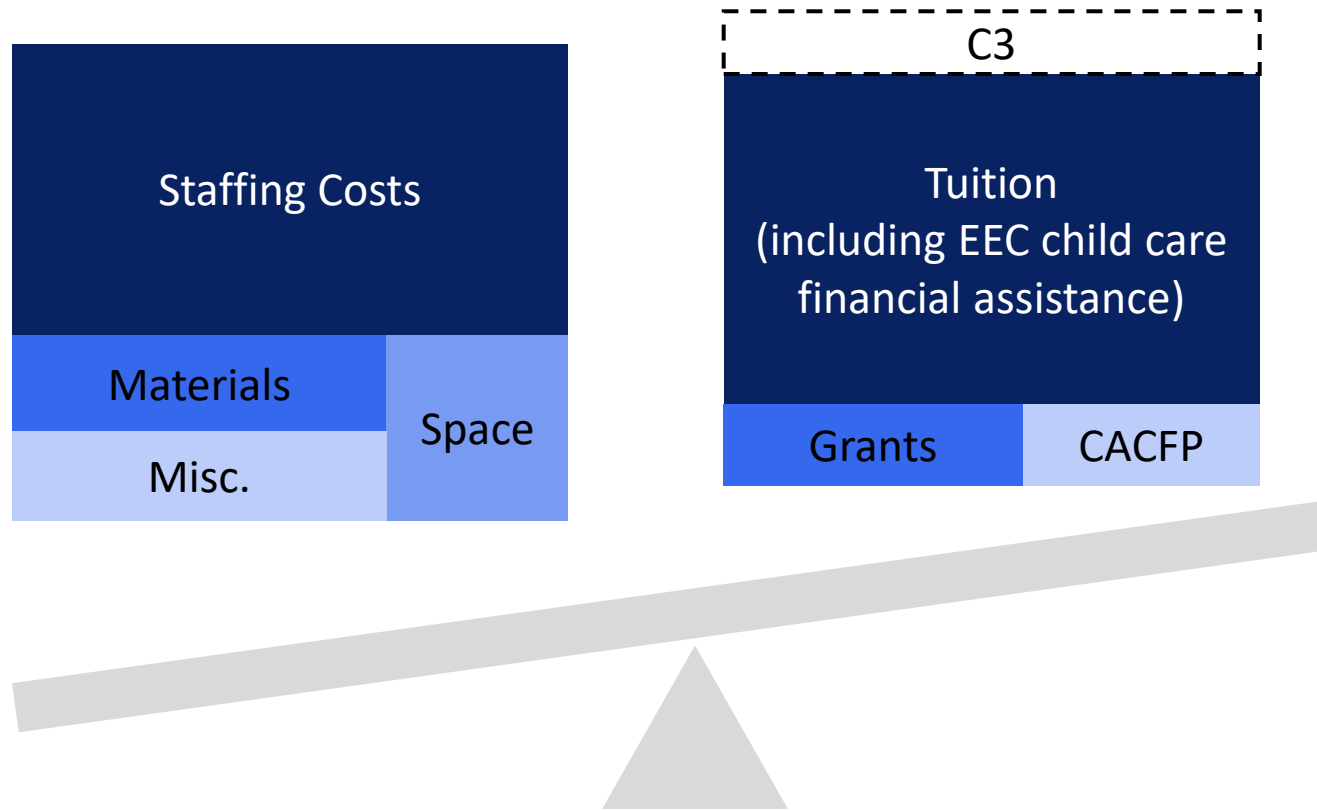 Staffing Costs
Materials
Misc.
Space
C3
Tuition
(including EEC child care
financial assistance)
Grants
CACFP